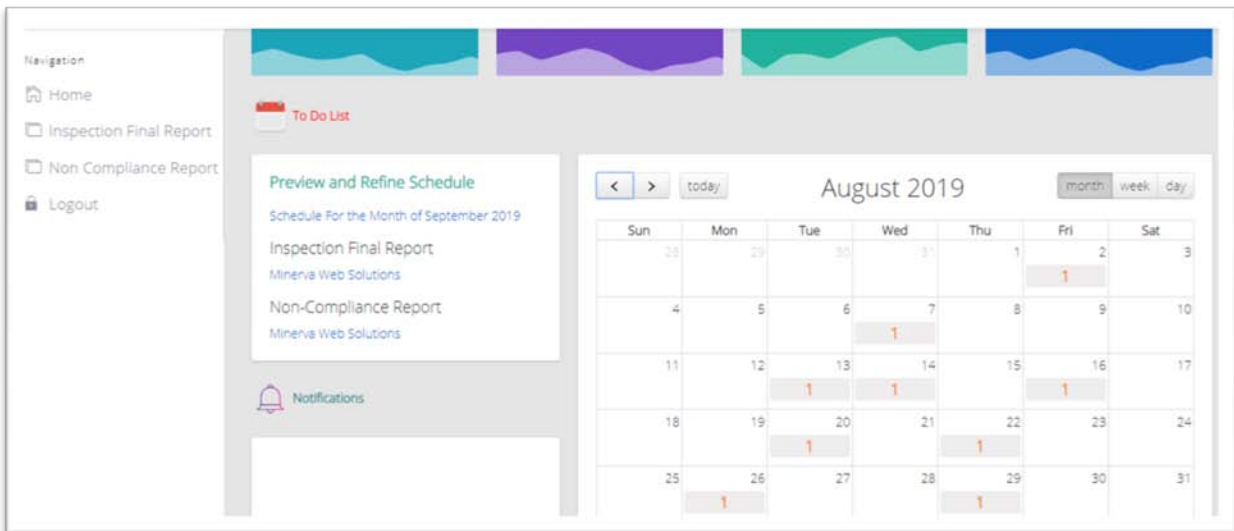 Navigation
Home
Inspection Final Report
Non Compliance Report
Logout
To Do List
Preview and Refine Schedule
Schedule For the Month of September 2019
Inspection Final Report
Minerva Web Solutions
Non-Compliance Report
Minerva Web Solutions
Notifications
< > today August 2019 month week day
Sun Mon Tue Wed Thu Fri Sat
28 29 30 31 1 2 3
1
4 5 6 7 8 9 10
1
11 12 13 14 15 16 17
1 1 1
18 19 20 21 22 23 24
1 1
25 26 27 28 29 30 31
1 1